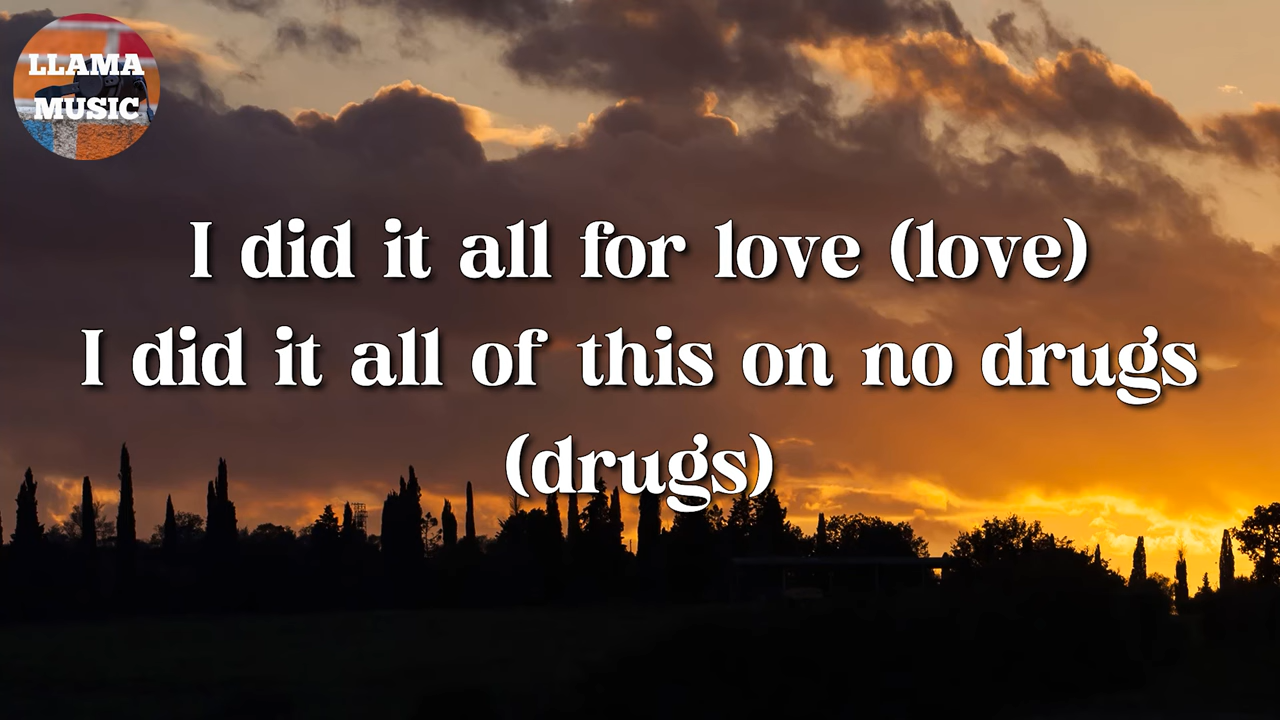 LLAMA
MUSIC
I did it all for love (love)
I did it all of this on no drugs
(drugs)